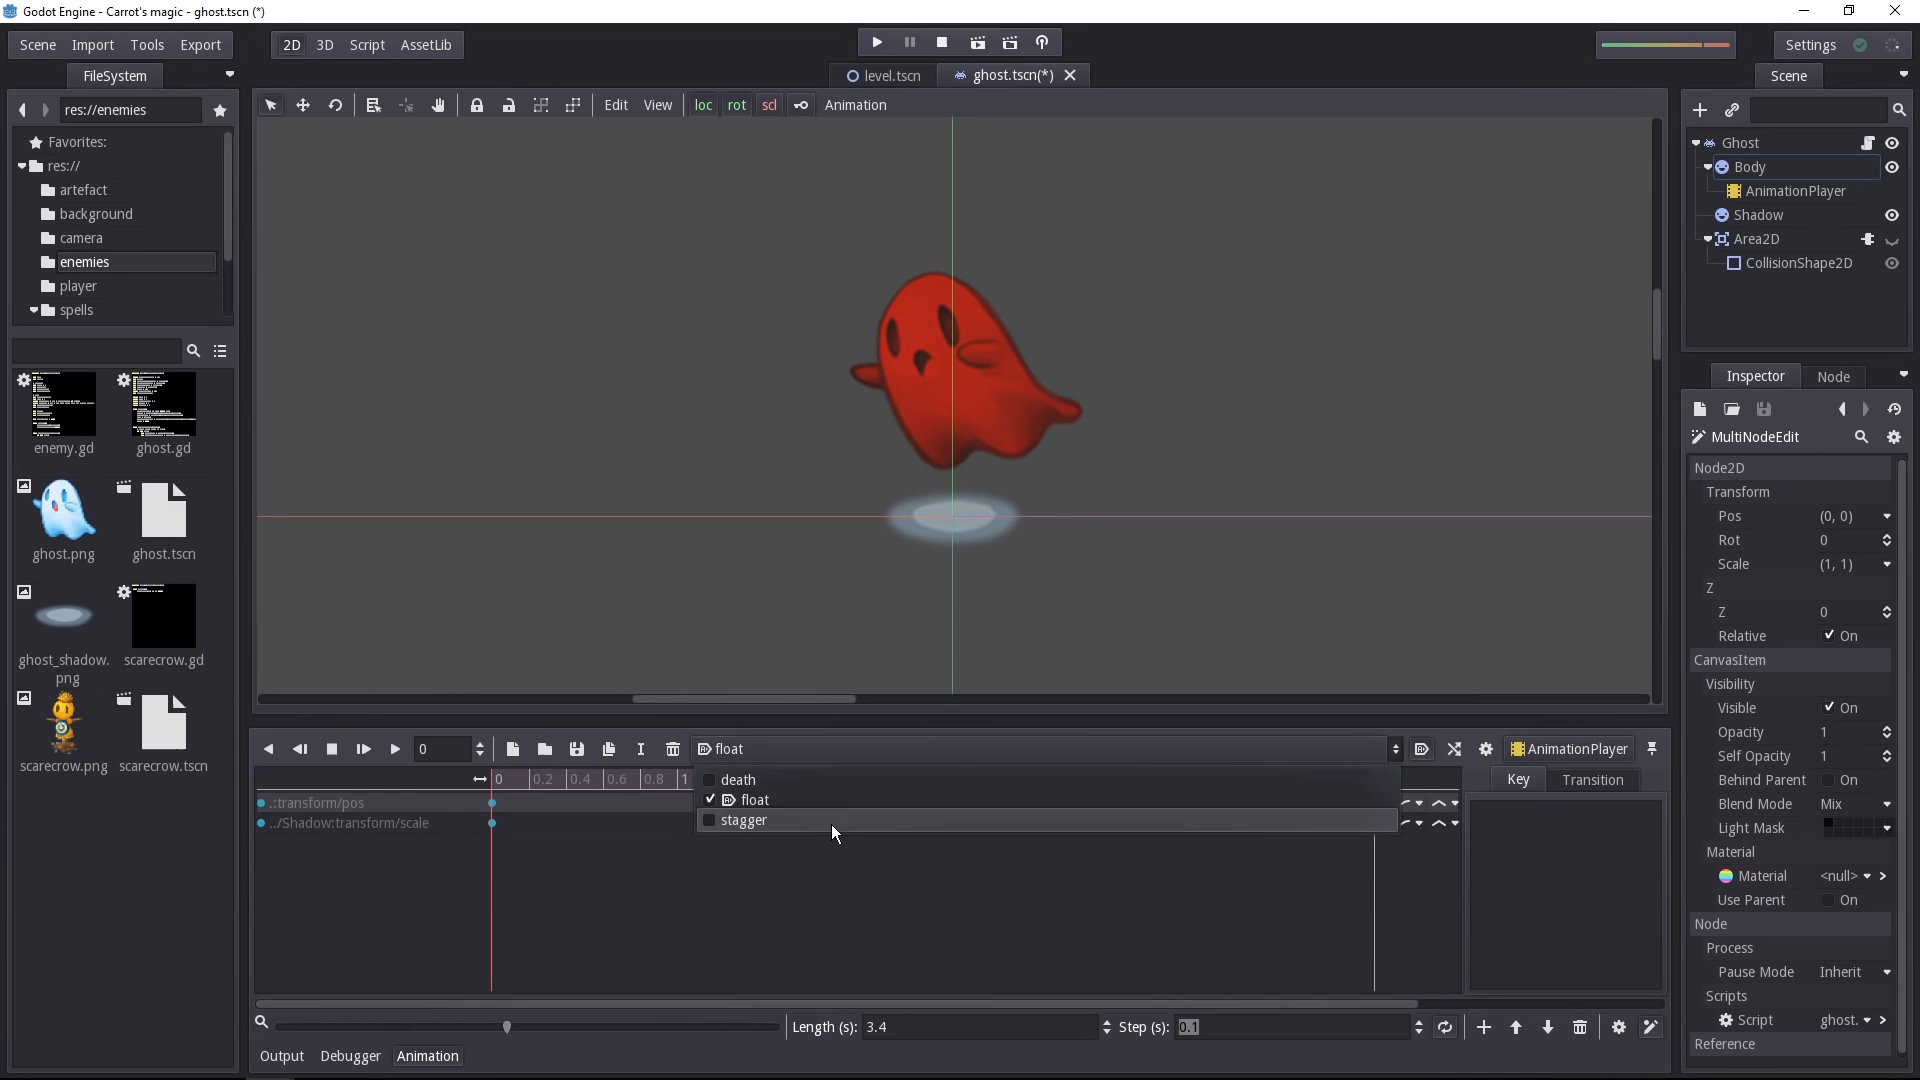 Godot Engine - Carrot's magic - ghost.tscn (*)
Scene Import Tools Export
2D 3D Script AssetLib
Settings
FileSystem
level.tscn
ghost.tscn(*)
Scene
res://enemies
Edit View loc rot scl Animation
Favorites:
res://
artefact
background
camera
enemies
player
spells
Ghost
Body
AnimationPlayer
Shadow
Area2D
CollisionShape2D
enemy.gd
ghost.gd
ghost.png
ghost.tscn
ghost_shadow.
png
scarecrow.gd
scarecrow.png
scarecrow.tscn
Inspector Node
MultiNodeEdit
Node2D
Transform
Pos (0, 0)
Rot 0
Scale (1, 1)
Z
Z 0
Relative On
CanvasItem
Visibility
Visible On
Opacity 1
Self Opacity 1
Behind Parent On
Blend Mode Mix
Light Mask
Material
Material <null>
Use Parent On
Node
Process
Pause Mode Inherit
Scripts
Script ghost.
Reference
0
float
AnimationPlayer
0 0.2 0.4 0.6 0.8 1
death
float
stagger
Key Transition
.:transform/pos
../Shadow:transform/scale
Length (s): 3.4
Step (s): 0.1
Output Debugger Animation